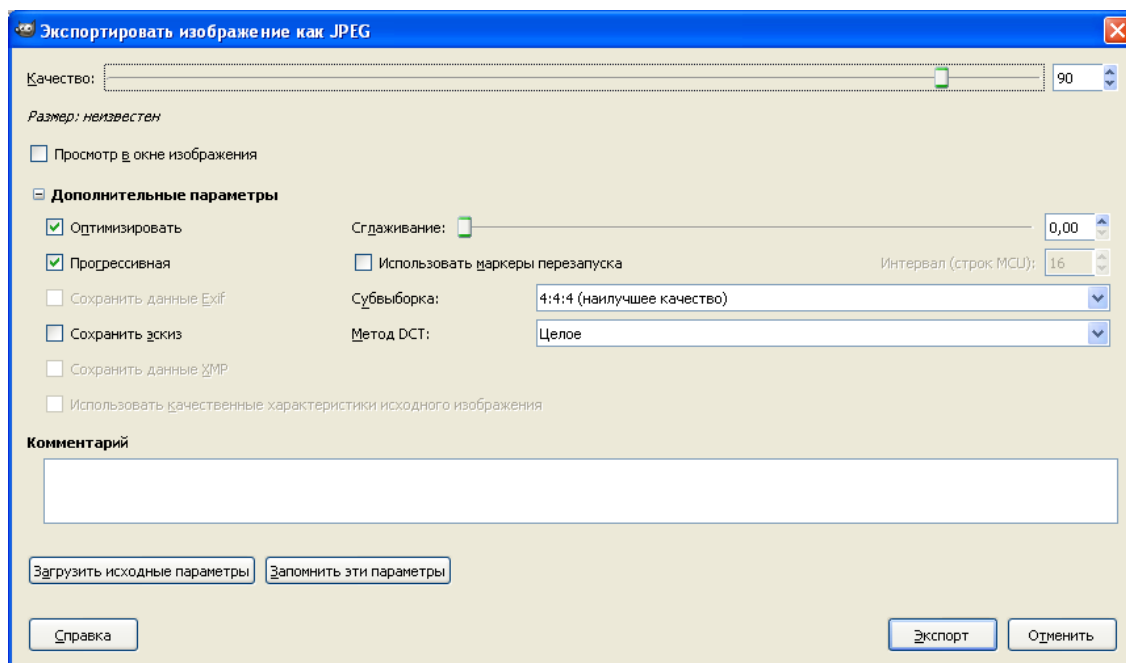 Экспортировать изображение как JPEG
Качество: 90
Размер: неизвестен
Просмотр в окне изображения
Дополнительные параметры
Оптимизировать Сглаживание: 0,00
Прогрессивная Использовать маркеры перезапуска Интервал (строк MCU): 16
Сохранить данные Exif Субвыборка: 4:4:4 (наилучшее качество)
Сохранить эскиз Метод DCT: Целое
Сохранить данные XMP
Использовать качественные характеристики исходного изображения
Комментарий
Загрузить исходные параметры Запомнить эти параметры
Справка Экспорт Отменить